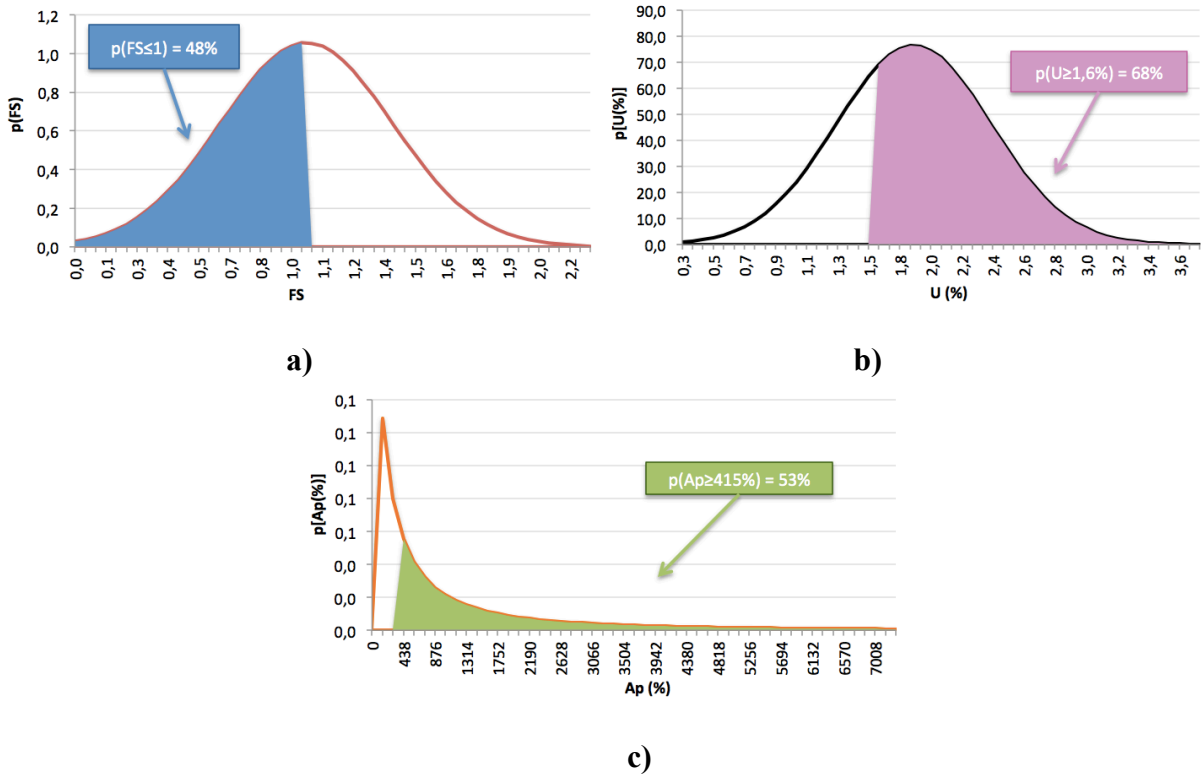 1,2
1,0
0,8
0,6
0,4
0,2
0,0
p(FS)
p(FS≤1) = 48%
0,0 0,1 0,3 0,4 0,5 0,7 0,8 1,0 1,1 1,2 1,4 1,5 1,6 1,8 1,9 2,0 2,2
FS
a)
90,0
80,0
70,0
60,0
50,0
40,0
30,0
20,0
10,0
0,0
p[U(%)]
p(U≥1,6%) = 68%
0,3 0,5 0,7 0,9 1,1 1,3 1,5 1,8 2,0 2,2 2,4 2,6 2,8 3,0 3,2 3,4 3,6
U (%)
b)
0,1
0,1
0,1
0,1
0,1
0,0
0,0
0,0
p[Ap(%)]
p(Ap≥415%) = 53%
0 438 876 1314 1752 2190 2628 3066 3504 3942 4380 4818 5256 5694 6132 6570 7008
Ap (%)
c)